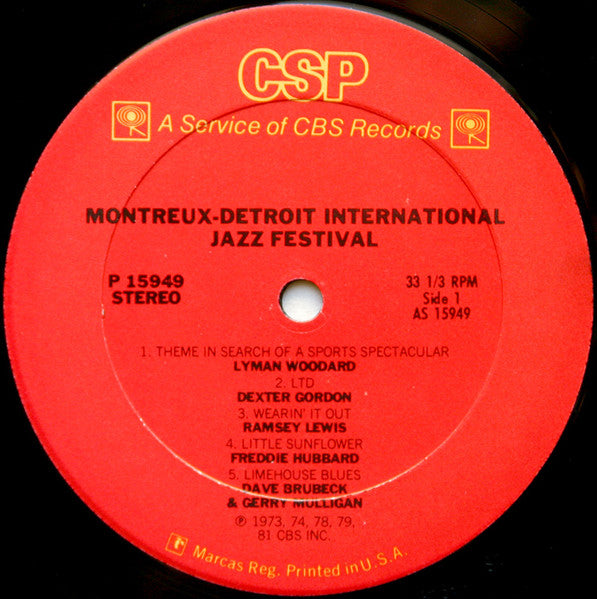 CSP
A Service of CBS Records
MONTREUX-DETROIT INTERNATIONAL
JAZZ FESTIVAL
P 15949
STEREO
33 1/3 RPM
Side 1
AS 15949
1. THEME IN SEARCH OF A SPORTS SPECTACULAR
LYMAN WOODARD
2. LTD
DEXTER GORDON
3. WEARIN' IT OUT
RAMSEY LEWIS
4. LITTLE SUNFLOWER
FREDDIE HUBBARD
5. LIMEHOUSE BLUES
DAVE BRUBECK
& GERRY MULLIGAN
℗ 1973, 74, 78, 79,
81 CBS INC.
Marcas Reg. Printed in U.S.A.